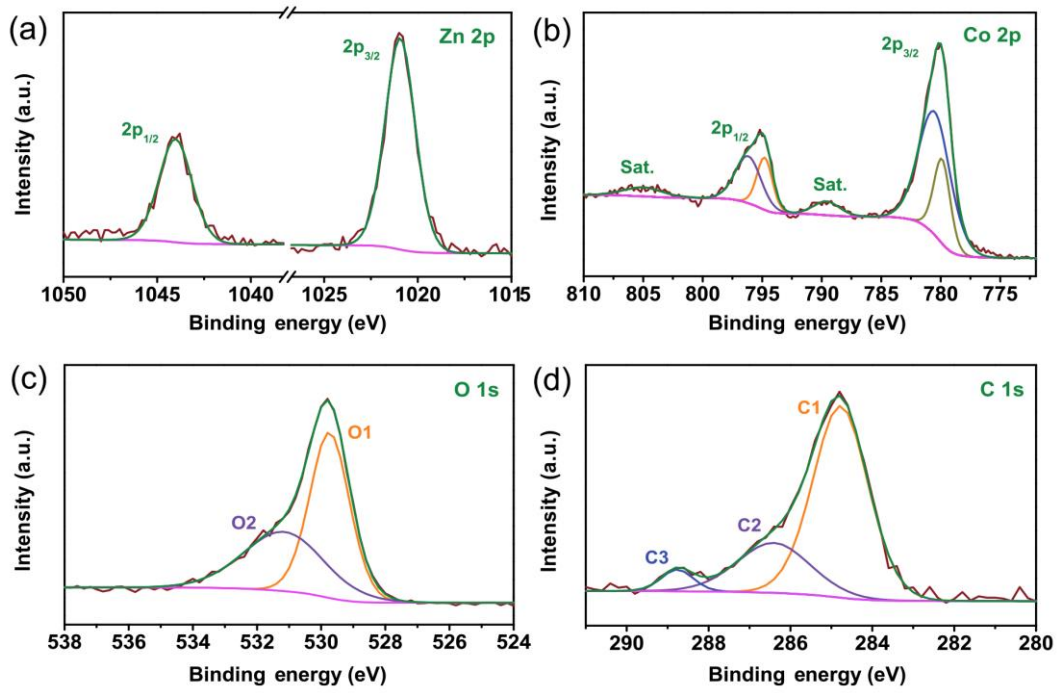 (a)
Zn 2p
2p3/2
2p1/2
Intensity (a.u.)
1050 1045 1040 1025 1020 1015
Binding energy (eV)
(b)
Co 2p
2p3/2
2p1/2
Sat.
Sat.
Intensity (a.u.)
810 805 800 795 790 785 780 775
Binding energy (eV)
(c)
O 1s
O1
O2
Intensity (a.u.)
538 536 534 532 530 528 526 524
Binding energy (eV)
(d)
C 1s
C1
C2
C3
Intensity (a.u.)
290 288 286 284 282 280
Binding energy (eV)